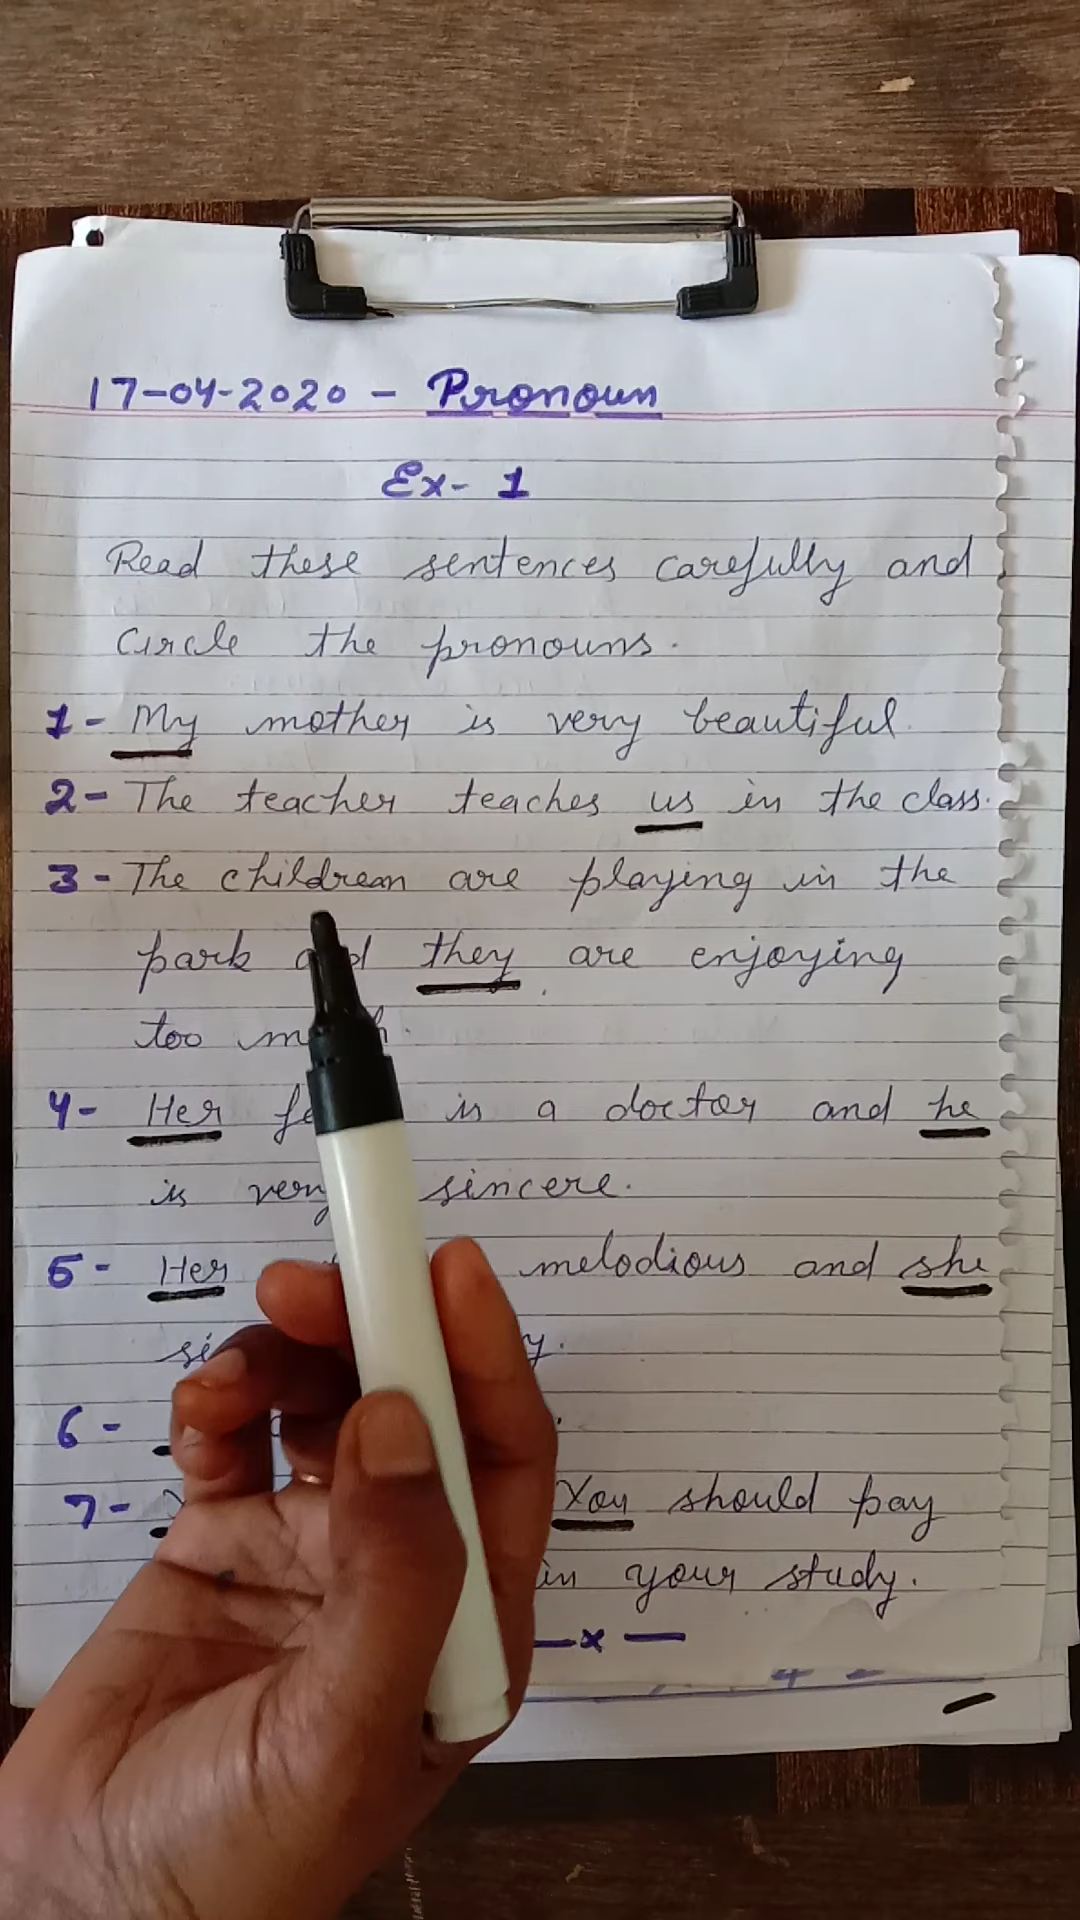 17-04-2020 - Pronoun
Ex- 1
Read these sentences carefully and
circle the pronouns.
1- My mother is very beautiful.
2- The teacher teaches us in the class.
3- The childrean are playing in the
park and they are enjoying
too
4- Her is a doctor and he
is very sincere.
5- Her melodious and she
6-
7- You should pay
in your study.
—x—